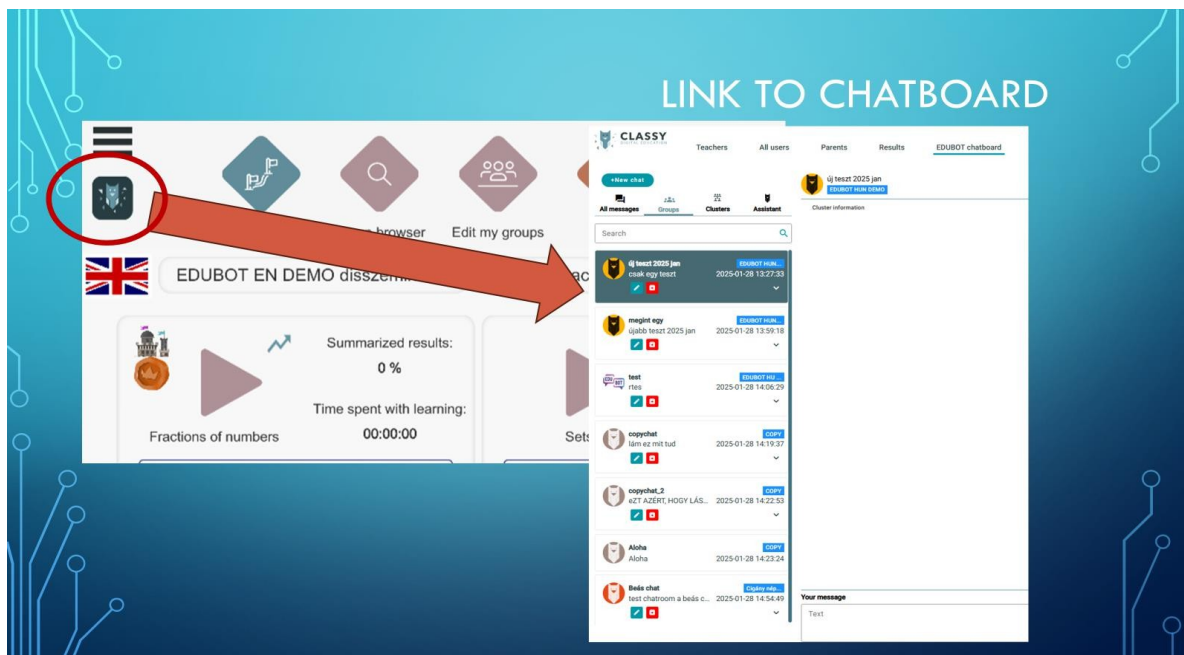 LINK TO CHATBOARD
browser
Edit my groups
EDUBOT EN DEMO
Summarized results:
0 %
Time spent with learning:
00:00:00
Fractions of numbers
Sets
CLASSY
DIGITAL EDUCATION
Teachers
All users
Parents
Results
EDUBOT chatboard
+New chat
All messages
Groups
Clusters
Assistant
Search
új teszt 2025 jan
EDUBOT HUN...
csak egy teszt
2025-01-28 13:27:33
megint egy
EDUBOT HUN...
újabb teszt 2025 jan
2025-01-28 13:59:18
test
EDUBOT HU ...
rtes
2025-01-28 14:06:29
copychat
COPY
lám ez mit tud
2025-01-28 14:19:37
copychat_2
COPY
eZT AZÉRT, HOGY LÁS...
2025-01-28 14:22:53
Aloha
COPY
Aloha
2025-01-28 14:23:24
Beás chat
Cigány nép...
test chatroom a beás c...
2025-01-28 14:54:49
új teszt 2025 jan
EDUBOT HUN DEMO
Cluster information
Your message
Text